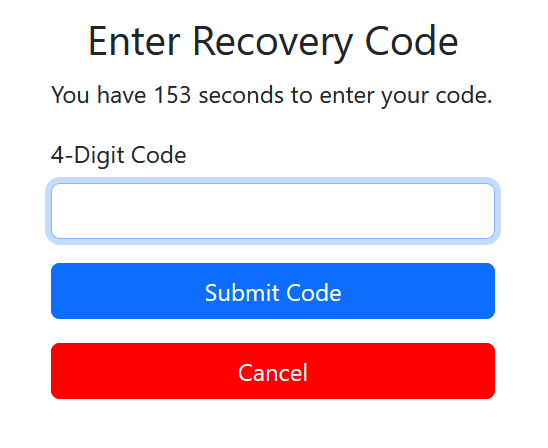 Enter Recovery Code
You have 153 seconds to enter your code.
4-Digit Code
Submit Code
Cancel